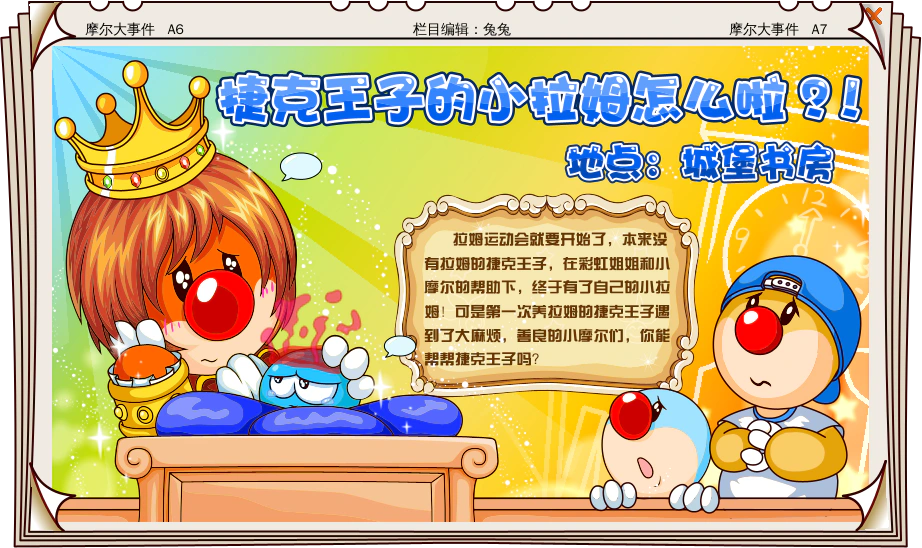 摩尔大事件 A6
栏目编辑：兔兔
摩尔大事件 A7
捷克王子的小拉姆怎么啦？！
地点：城堡书房
拉姆运动会就要开始了，本来没
有拉姆的捷克王子，在彩虹姐姐和小
摩尔的帮助下，终于有了自己的小拉
姆！可是第一次养拉姆的捷克王子遇
到了大麻烦，善良的小摩尔们，你能
帮帮捷克王子吗？
12
3
6
9